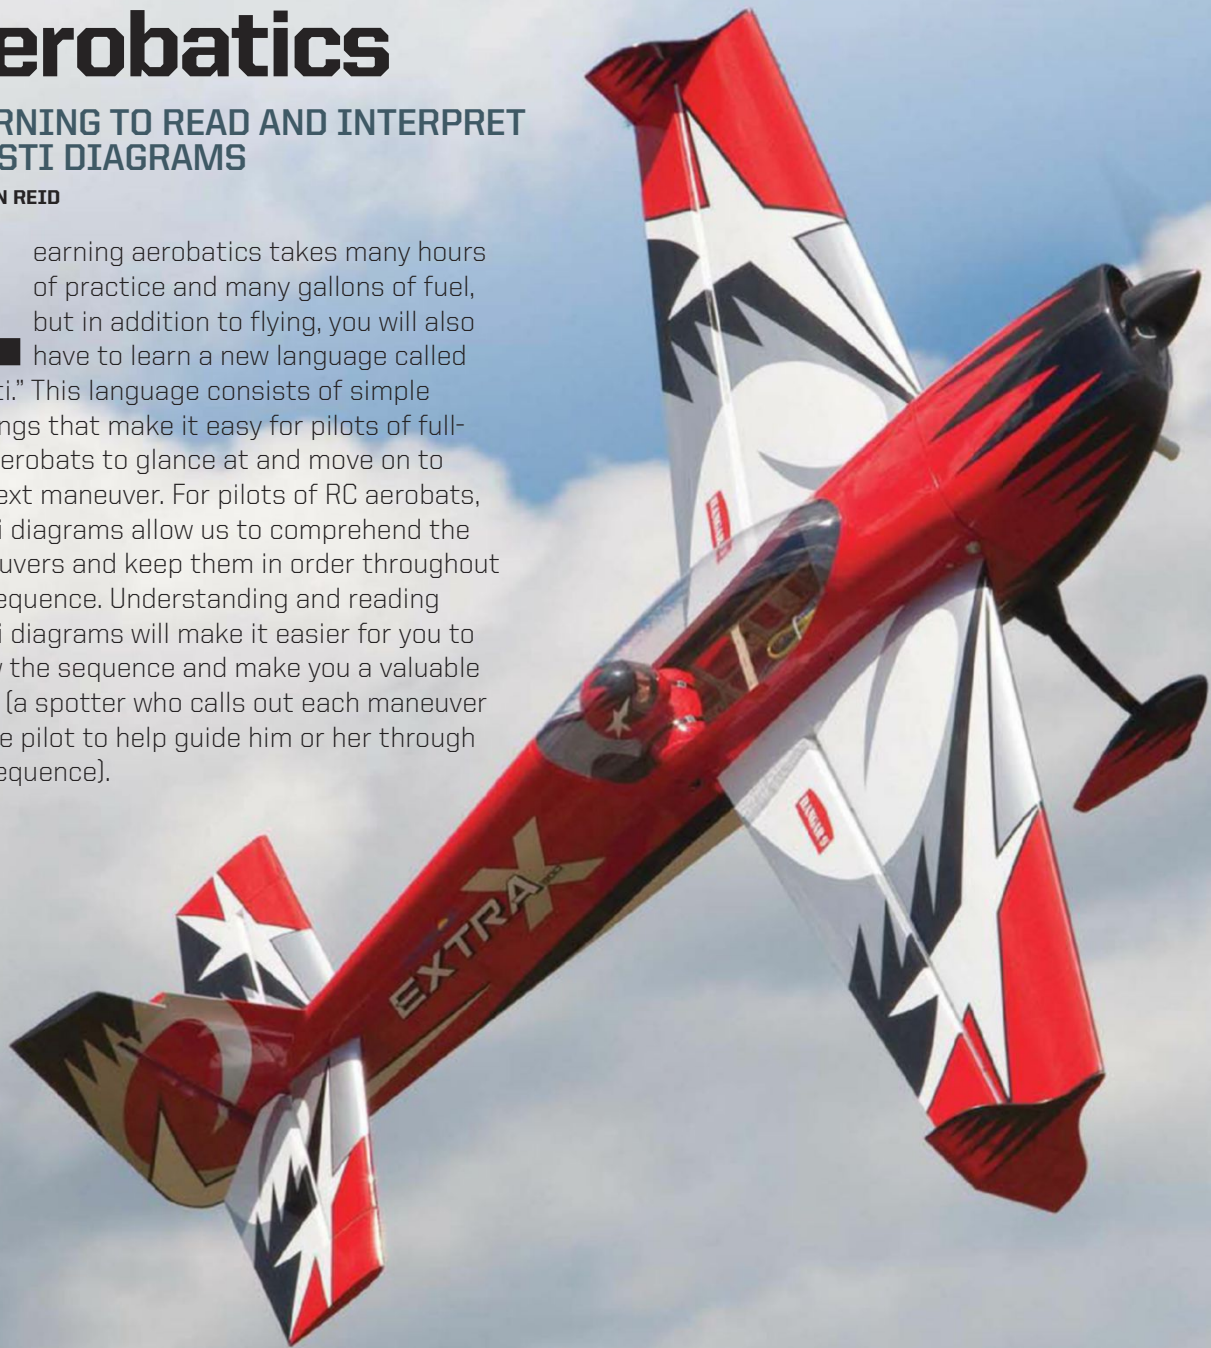 erobatics
RNING TO READ AND INTERPRET
STI DIAGRAMS
N REID
earning aerobatics takes many hours
of practice and many gallons of fuel,
but in addition to flying, you will also
have to learn a new language called
ti.” This language consists of simple
ngs that make it easy for pilots of full-
erobats to glance at and move on to
ext maneuver. For pilots of RC aerobats,
i diagrams allow us to comprehend the
uvers and keep them in order throughout
equence. Understanding and reading
i diagrams will make it easier for you to
w the sequence and make you a valuable
(a spotter who calls out each maneuver
e pilot to help guide him or her through
equence).
HANGAR 9
HANGAR 9
EXTRA X
300